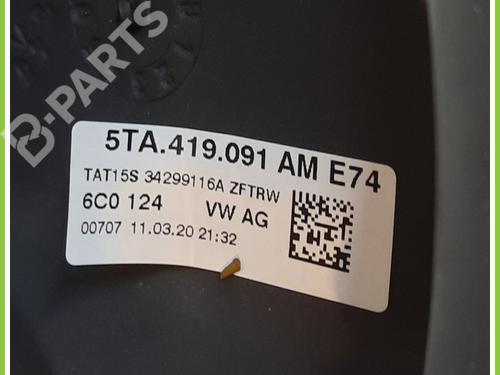 B-PARTS
5TA.419.091 AM E74
TAT15S 34299116A ZFTRW
6C0 124 VW AG
00707 11.03.20 21:32